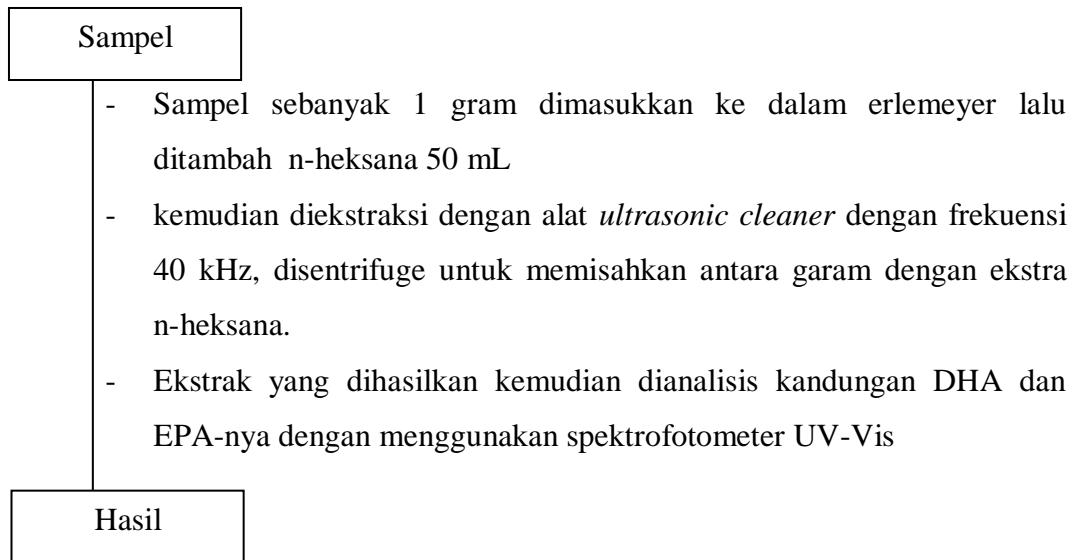 Sampel
- Sampel sebanyak 1 gram dimasukkan ke dalam erlemeyer lalu
ditambah n-heksana 50 mL
- kemudian diekstraksi dengan alat ultrasonic cleaner dengan frekuensi
40 kHz, disentrifuge untuk memisahkan antara garam dengan ekstra
n-heksana.
- Ekstrak yang dihasilkan kemudian dianalisis kandungan DHA dan
EPA-nya dengan menggunakan spektrofotometer UV-Vis
Hasil